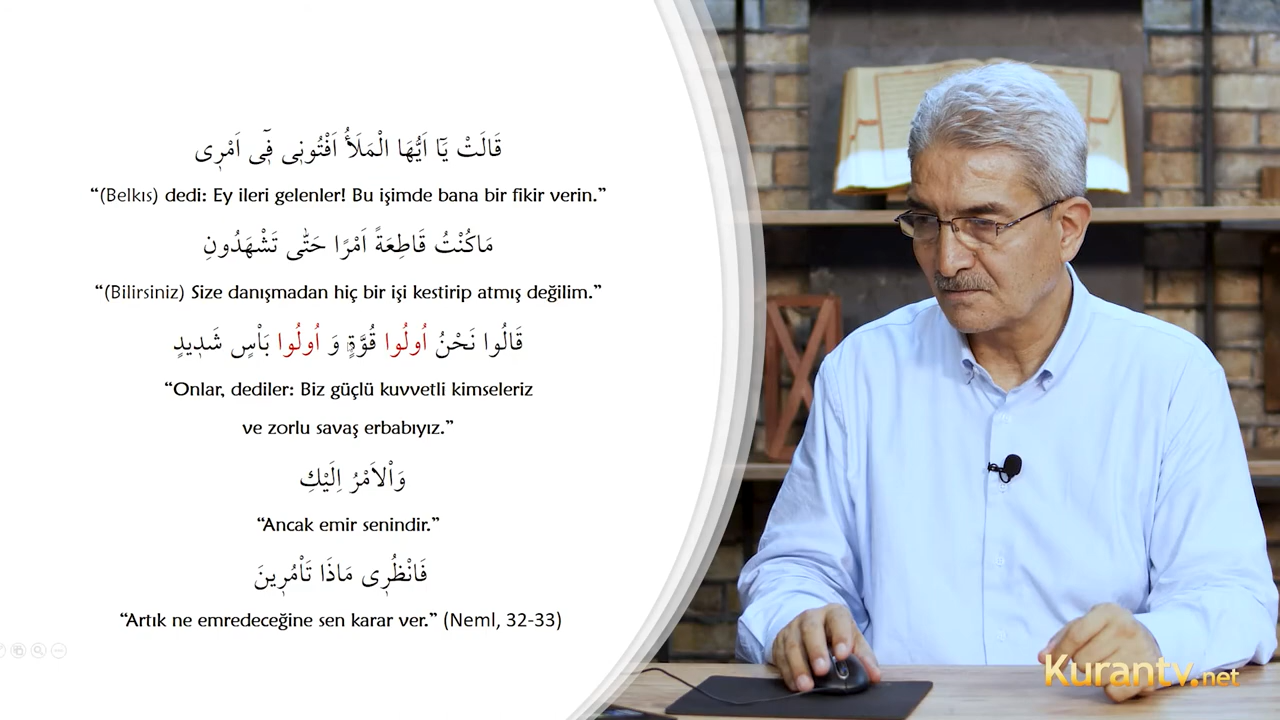 قَالَتْ يَٓا اَيُّهَا الْمَلَأُ اَفْتُونٖى فٖٓى اَمْرٖى
“(Belkıs) dedi: Ey ileri gelenler! Bu işimde bana bir fikir verin.”
مَاكُنْتُ قَاطِعَةً اَمْرًا حَتّٰى تَشْهَدُونِ
“(Bilirsiniz) Size danışmadan hiç bir işi kestirip atmış değilim.”
قَالُوا نَحْنُ اُولُوا قُوَّةٍ وَ اُولُوا بَاْسٍ شَدٖيدٍ
“Onlar, dediler: Biz güçlü kuvvetli kimseleriz
ve zorlu savaş erbabıyız.”
وَالْاَمْرُ اِلَيْكِ
“Ancak emir senindir.”
فَانْظُرٖى مَاذَا تَاْمُرٖينَ
“Artık ne emredeceğine sen karar ver.” (Neml, 32-33)
Kurantv.net